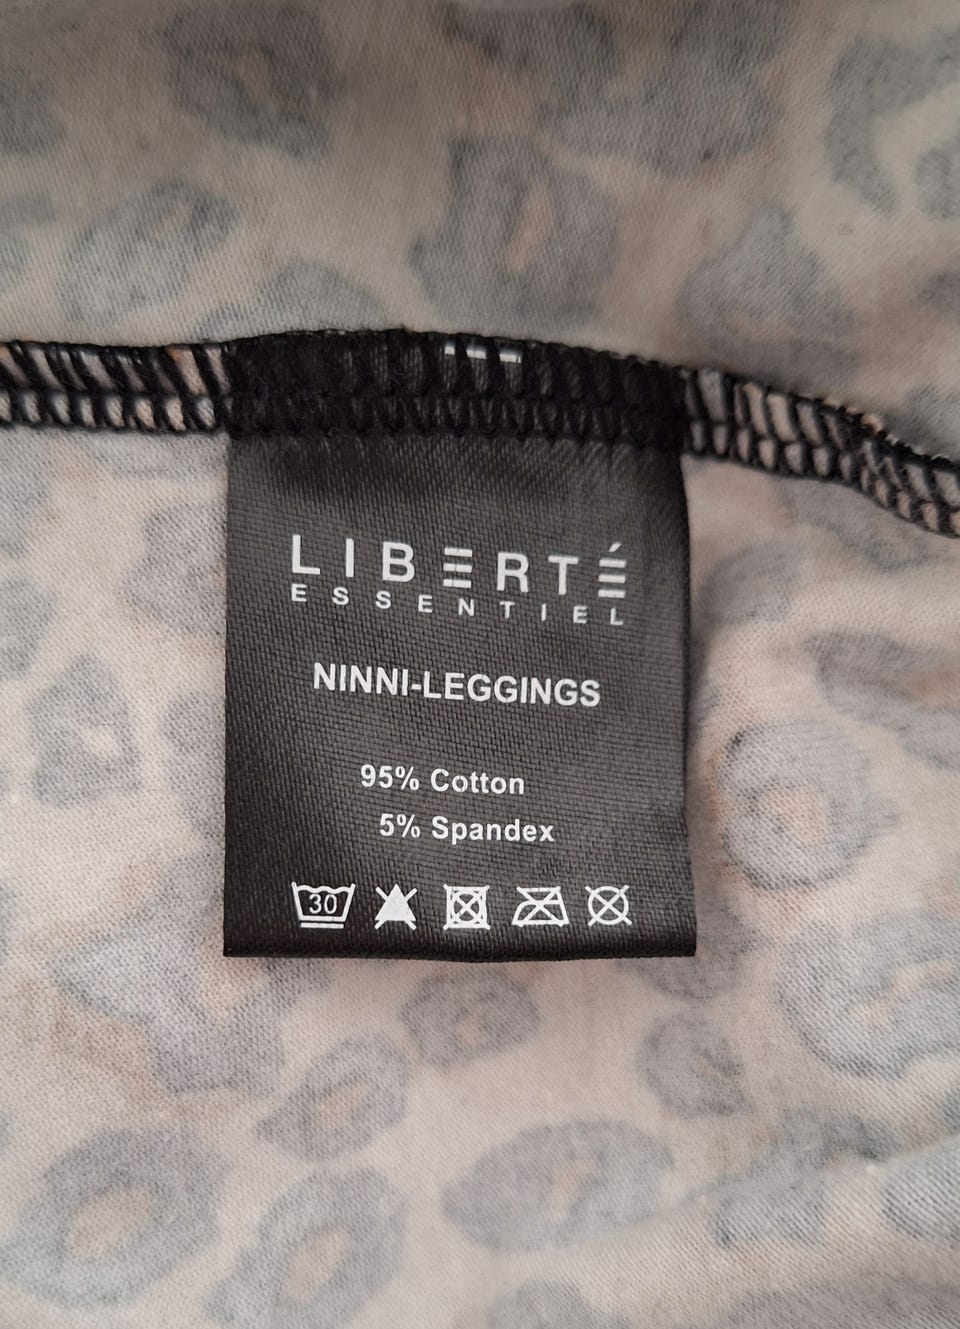 LIBERTÉ
ESSENTIEL
NINNI-LEGGINGS
95% Cotton
5% Spandex
30